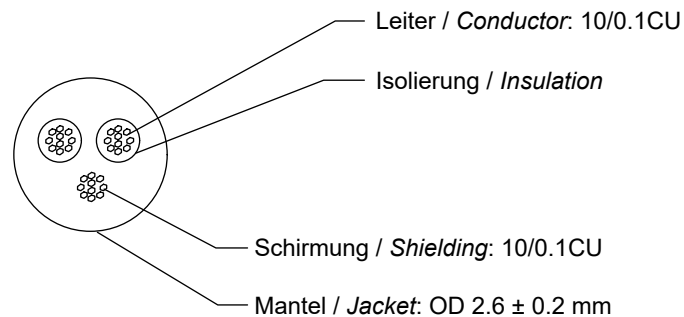 Leiter / Conductor: 10/0.1CU
Isolierung / Insulation
Schirmung / Shielding: 10/0.1CU
Mantel / Jacket: OD 2.6 ± 0.2 mm